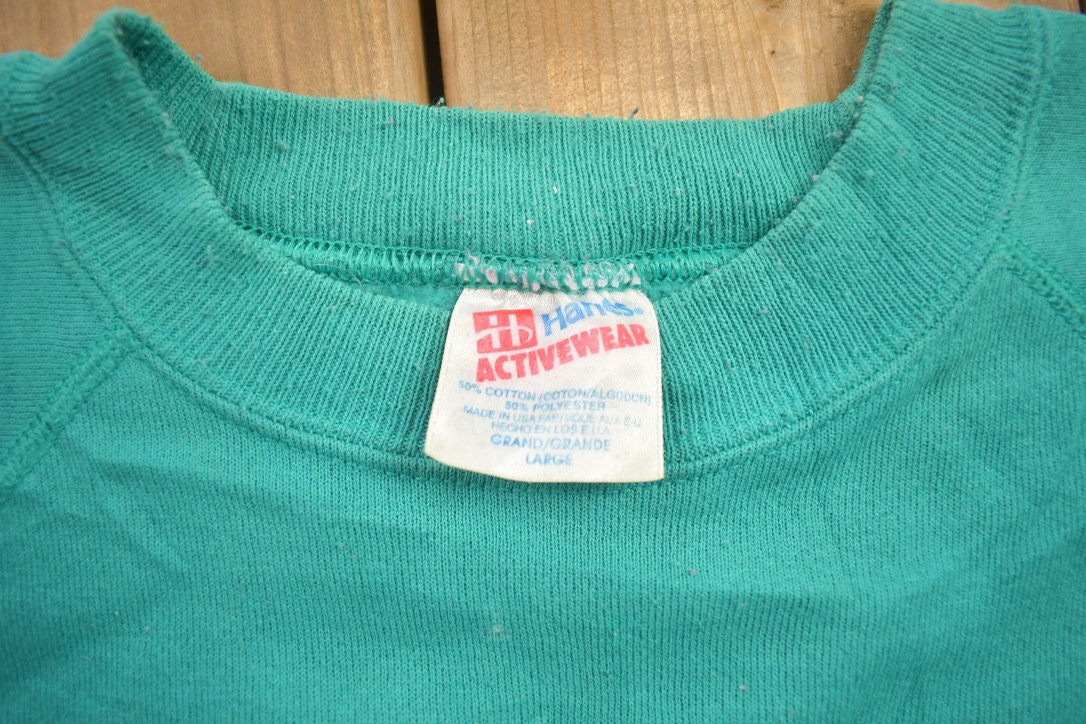 Hanes®
ACTIVEWEAR
50% COTTON (COTON/ALGODON)
50% POLYESTER
MADE IN USA FABRIQUE AUX E-U
HECHO EN LOS E.U.A.
GRAND/GRANDE
LARGE